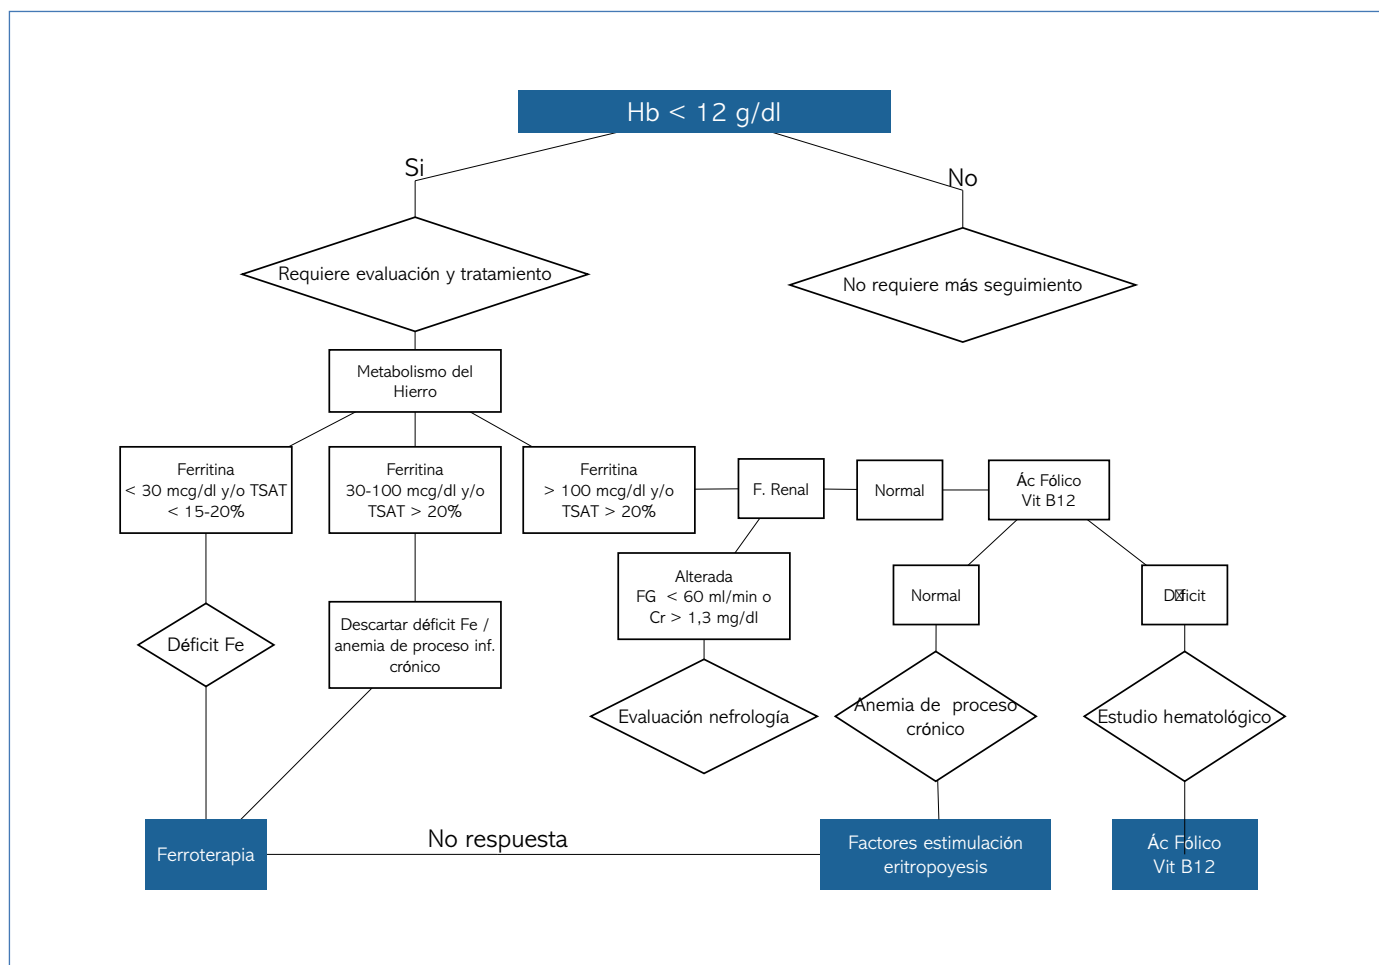 Hb < 12 g/dl
Si
No
Requiere evaluación y tratamiento
No requiere más seguimiento
Metabolismo del
Hierro
Ferritina
< 30 mcg/dl y/o TSAT
< 15-20%
Ferritina
30-100 mcg/dl y/o
TSAT > 20%
Ferritina
> 100 mcg/dl y/o
TSAT > 20%
F. Renal
Normal
Ác Fólico
Vit B12
Alterada
FG < 60 ml/min o
Cr > 1,3 mg/dl
Normal
Déficit Fe
Descartar déficit Fe /
anemia de proceso inf.
crónico
Evaluación nefrología
Anemia de proceso
crónico
Estudio hematológico
Ferroterapia
No respuesta
Factores estimulación
eritropoyesis
Ác Fólico
Vit B12